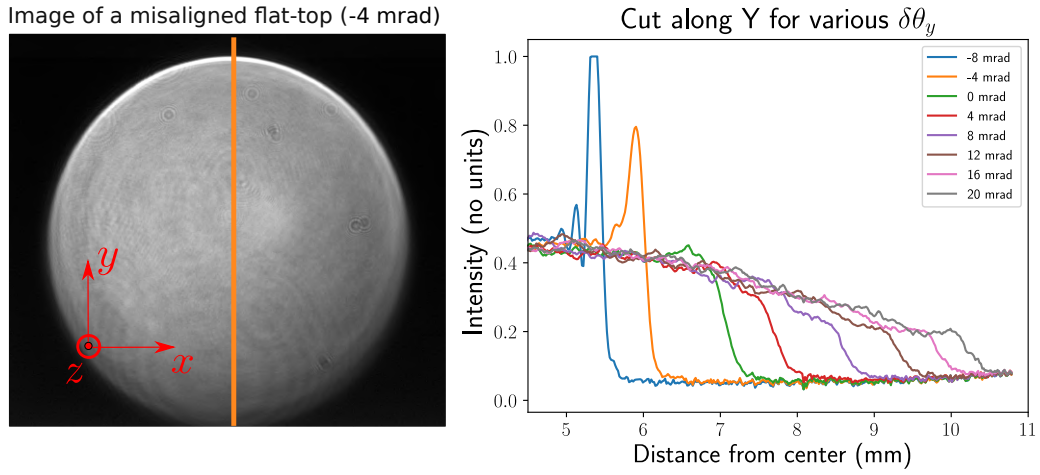 Image of a misaligned flat-top (-4 mrad)
y
x
z
Cut along Y for various δθ_y
Intensity (no units)
1.0
0.8
0.6
0.4
0.2
0.0
5 6 7 8 9 10 11
Distance from center (mm)
-8 mrad
-4 mrad
0 mrad
4 mrad
8 mrad
12 mrad
16 mrad
20 mrad